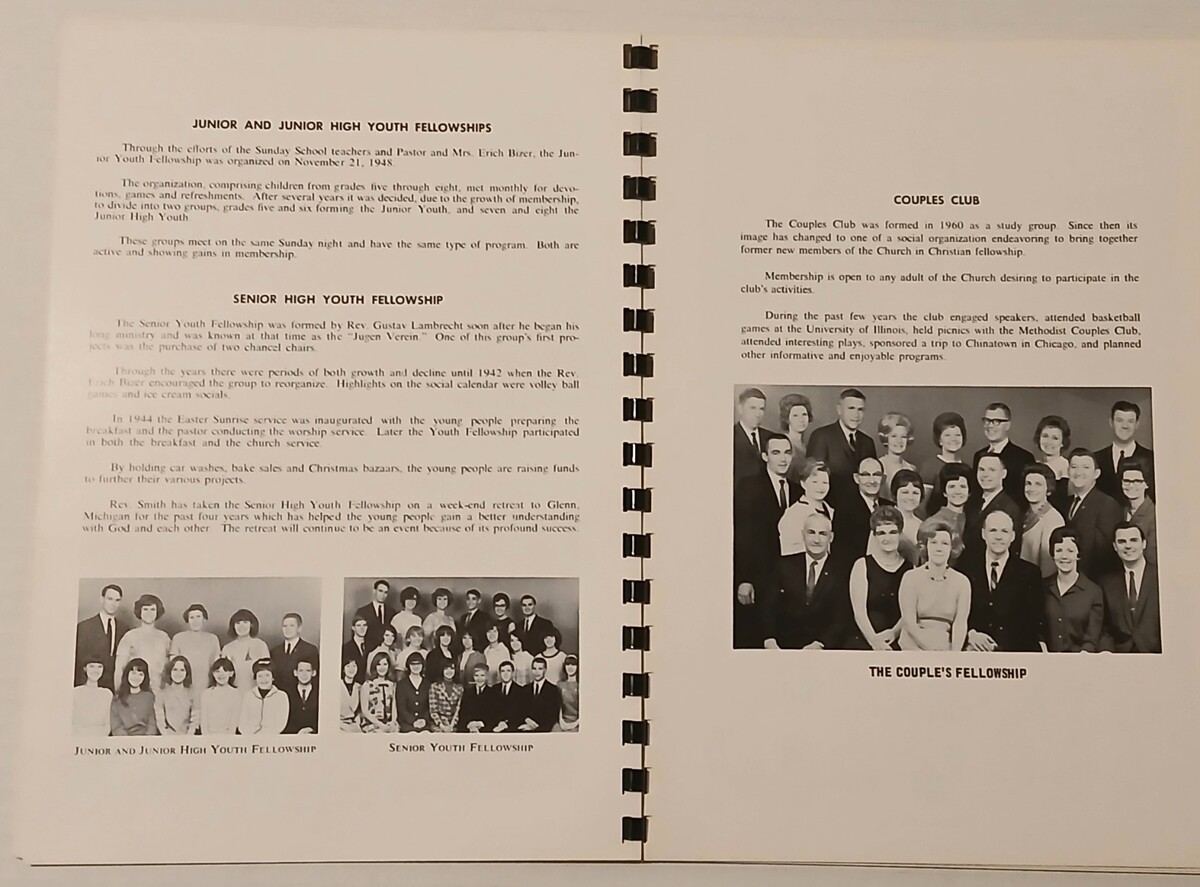 JUNIOR AND JUNIOR HIGH YOUTH FELLOWSHIPS
Through the efforts of the Sunday School teachers and Pastor and Mrs. Erich Bizer, the Jun-
ior Youth Fellowship was organized on November 21, 1948.
The organization, comprising children from grades five through eight, met monthly for devo-
tions, games and refreshments. After several years it was decided, due to the growth of membership,
to divide into two groups, grades five and six forming the Junior Youth, and seven and eight the
Junior High Youth.
These groups meet on the same Sunday night and have the same type of program. Both are
active and showing gains in membership.
SENIOR HIGH YOUTH FELLOWSHIP
The Senior Youth Fellowship was formed by Rev. Gustav Lambrecht soon after he began his
long ministry and was known at that time as the "Jugen Verein." One of this group's first pro-
jects was the purchase of two chancel chairs.
Through the years there were periods of both growth and decline until 1942 when the Rev.
Erich Bizer encouraged the group to reorganize. Highlights on the social calendar were volley ball
games and ice cream socials.
In 1944 the Easter Sunrise service was inaugurated with the young people preparing the
breakfast and the pastor conducting the worship service. Later the Youth Fellowship participated
in both the breakfast and the church service.
By holding car washes, bake sales and Christmas bazaars, the young people are raising funds
to further their various projects.
Rev. Smith has taken the Senior High Youth Fellowship on a week-end retreat to Glenn,
Michigan for the past four years which has helped the young people gain a better understanding
with God and each other. The retreat will continue to be an event because of its profound success.
JUNIOR AND JUNIOR HIGH YOUTH FELLOWSHIP
SENIOR YOUTH FELLOWSHIP
COUPLES CLUB
The Couples Club was formed in 1960 as a study group. Since then its
image has changed to one of a social organization endeavoring to bring together
former new members of the Church in Christian fellowship.
Membership is open to any adult of the Church desiring to participate in the
club's activities.
During the past few years the club engaged speakers, attended basketball
games at the University of Illinois, held picnics with the Methodist Couples Club,
attended interesting plays, sponsored a trip to Chinatown in Chicago, and planned
other informative and enjoyable programs.
THE COUPLE'S FELLOWSHIP